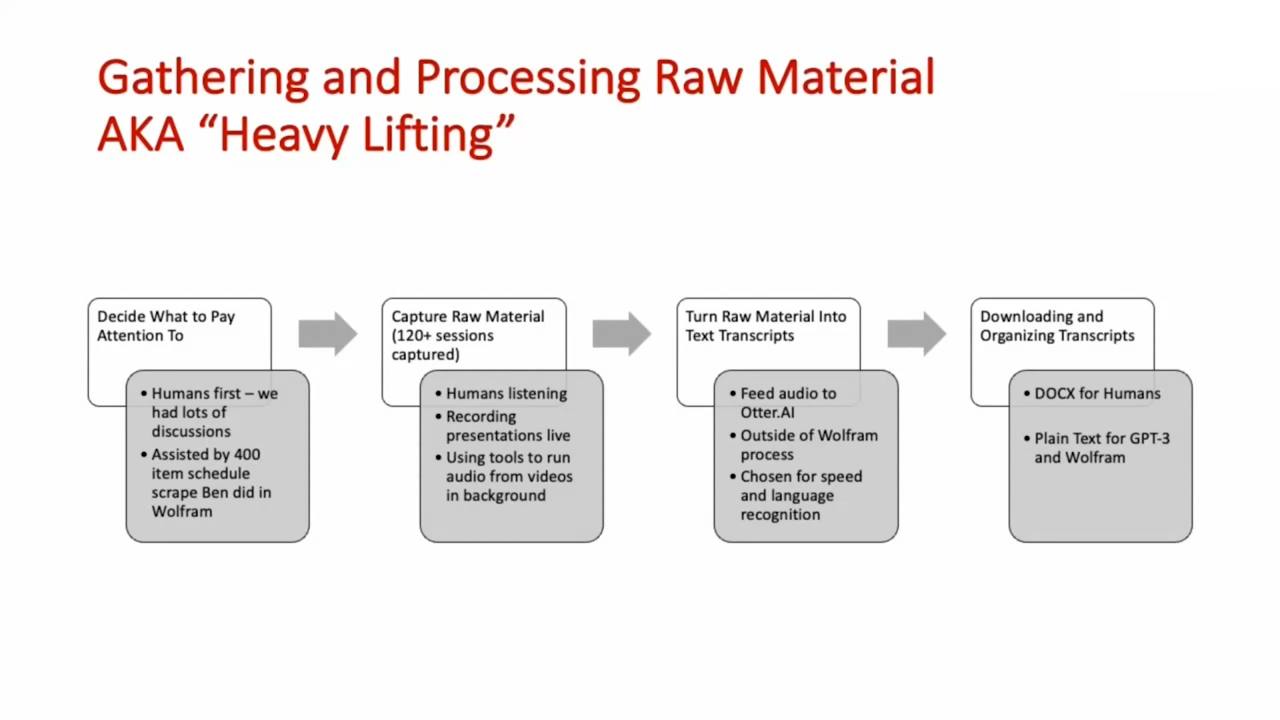 Gathering and Processing Raw Material
AKA “Heavy Lifting”
Decide What to Pay
Attention To
• Humans first – we
had lots of
discussions
• Assisted by 400
item schedule
scrape Ben did in
Wolfram
Capture Raw Material
(120+ sessions
captured)
• Humans listening
• Recording
presentations live
• Using tools to run
audio from videos
in background
Turn Raw Material Into
Text Transcripts
• Feed audio to
Otter.AI
• Outside of Wolfram
process
• Chosen for speed
and language
recognition
Downloading and
Organizing Transcripts
• DOCX for Humans
• Plain Text for GPT-3
and Wolfram